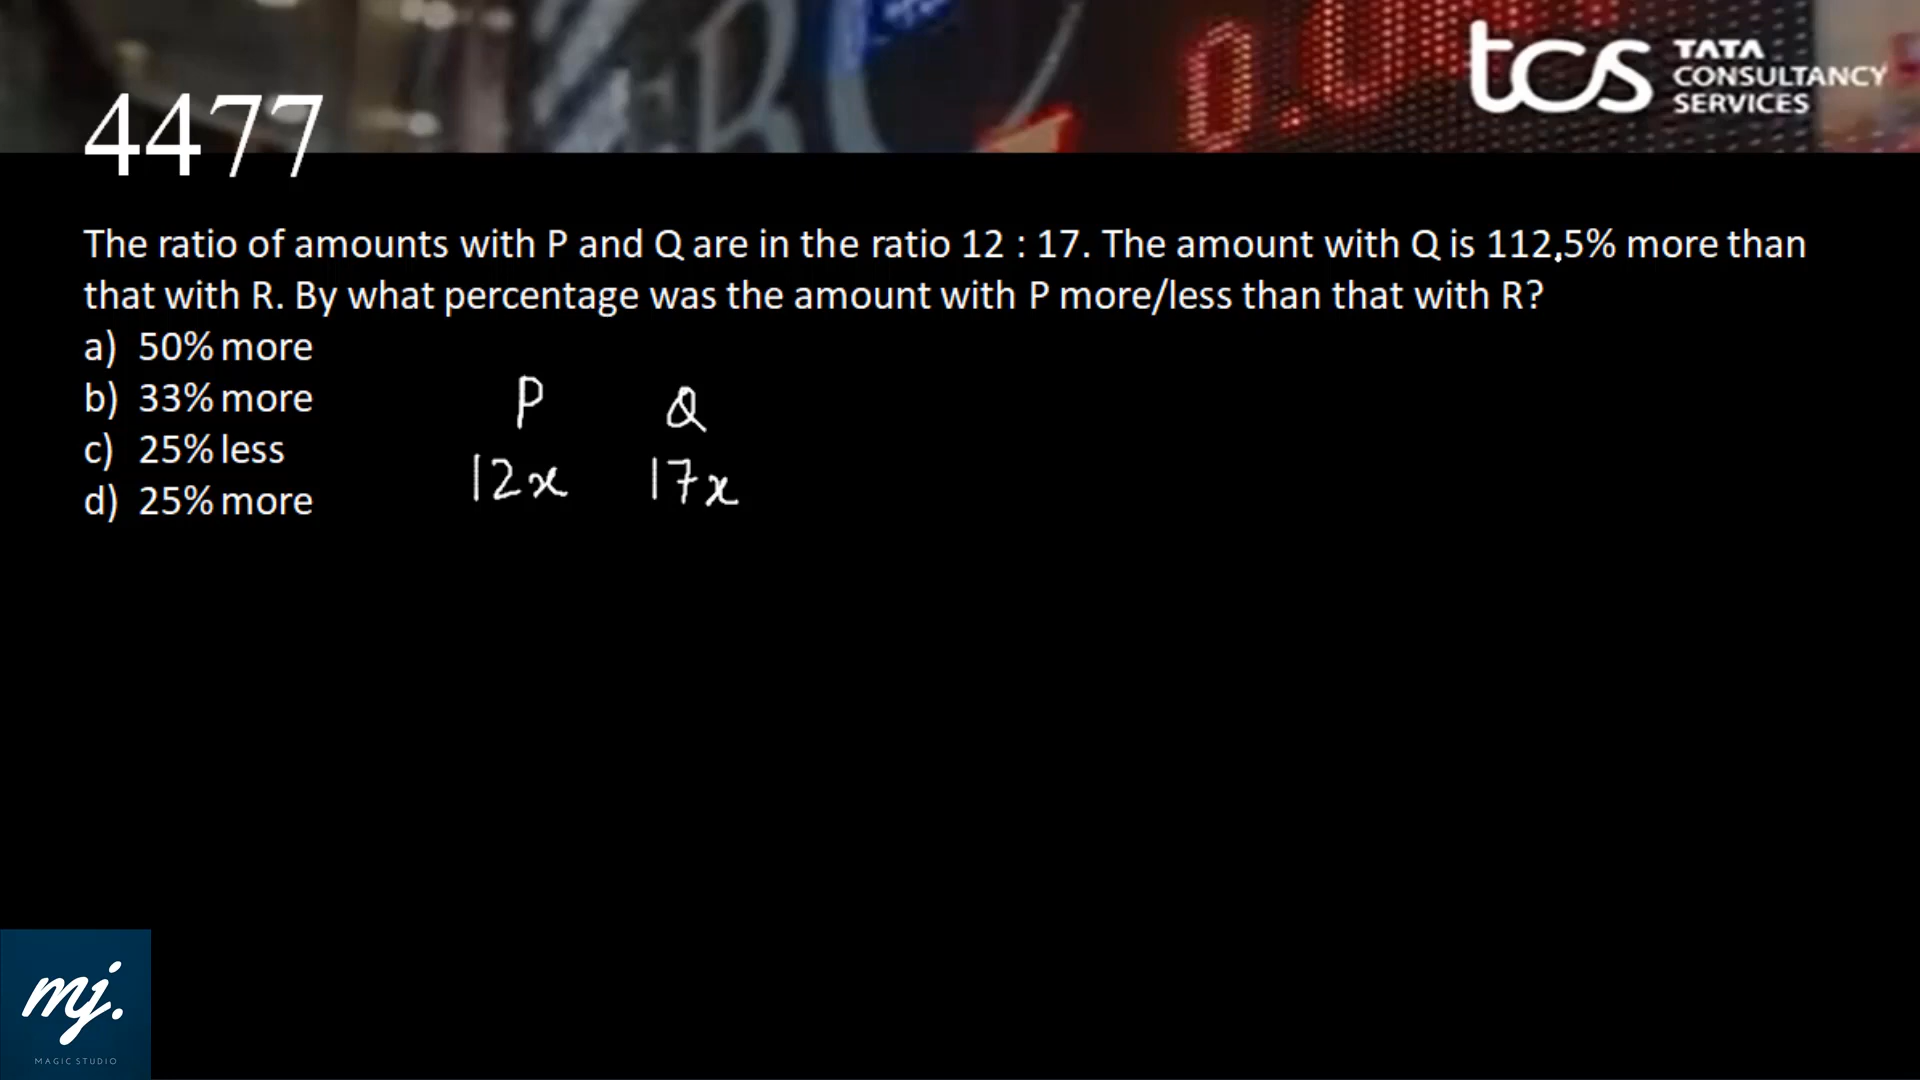 tcs TATA
CONSULTANCY
SERVICES
4477
The ratio of amounts with P and Q are in the ratio 12 : 17. The amount with Q is 112.5% more than
that with R. By what percentage was the amount with P more/less than that with R?
a) 50% more
b) 33% more
c) 25% less
d) 25% more
P Q
12x 17x
mj.
MAGIC STUDIO